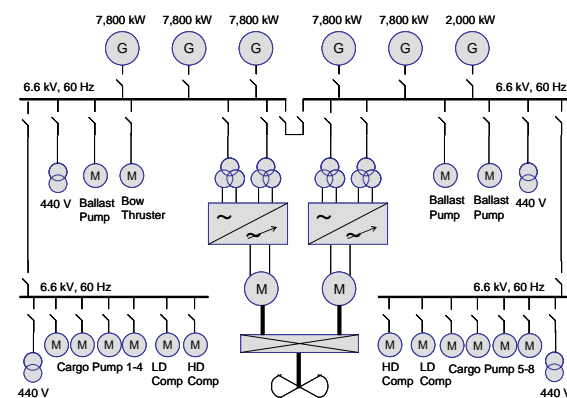 7,800 kW 7,800 kW 7,800 kW 7,800 kW 7,800 kW 2,000 kW
G G G G G G
6.6 kV, 60 Hz 6.6 kV, 60 Hz
M M M M
440 V Ballast Pump Bow Thruster Ballast Pump Ballast Pump 440 V
M M
6.6 kV, 60 Hz 6.6 kV, 60 Hz
M M M M M M M M M M M M
Cargo Pump 1-4 LD Comp HD Comp HD Comp LD Comp Cargo Pump 5-8
440 V 440 V